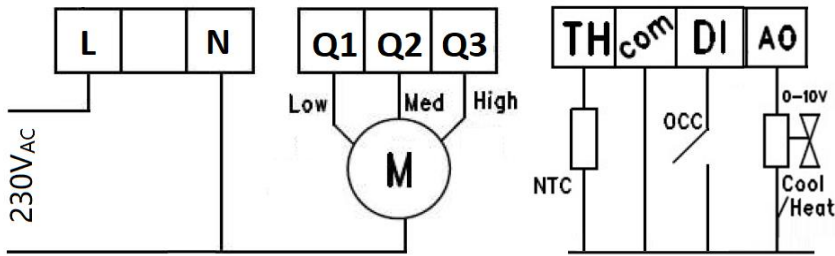 L N Q1 Q2 Q3 TH com DI AO
Low Med High
0-10V
OCC
230VAC
M
NTC
Cool
/Heat